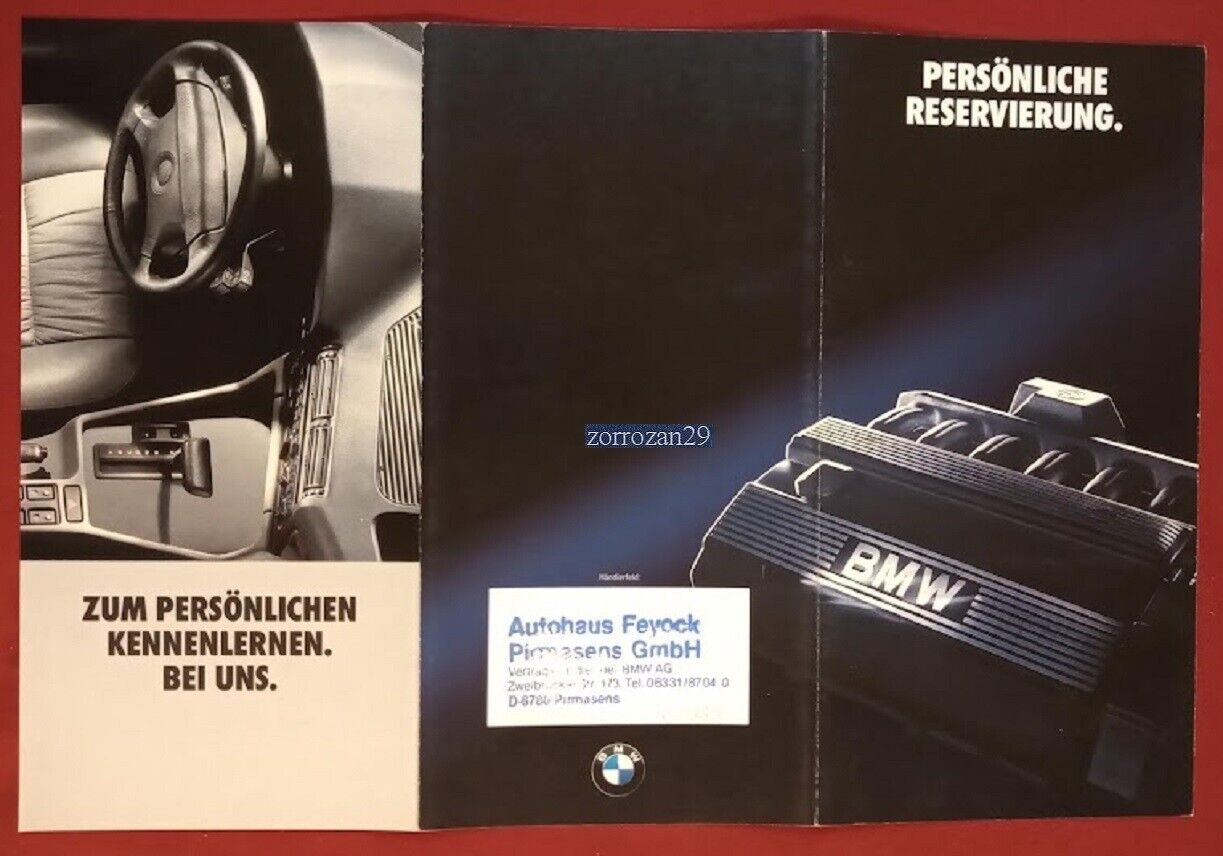 ZUM PERSÖNLICHEN
KENNENLERNEN.
BEI UNS.
zorrozan29
Händlerfeld:
Autohaus Feyock
Pirmasens GmbH
BMW AG
Tel. 06331/8704-0
Pirmasens
BMW
PERSÖNLICHE
RESERVIERUNG.
BMW